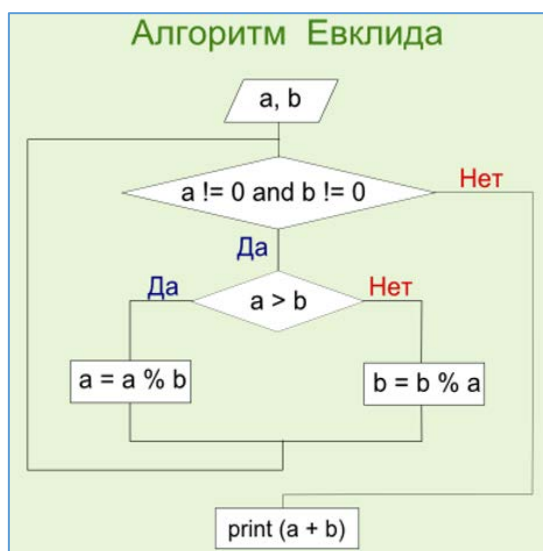 Алгоритм Евклида
a, b
a != 0 and b != 0
Нет
Да
Да
a > b
Нет
a = a % b
b = b % a
print (a + b)